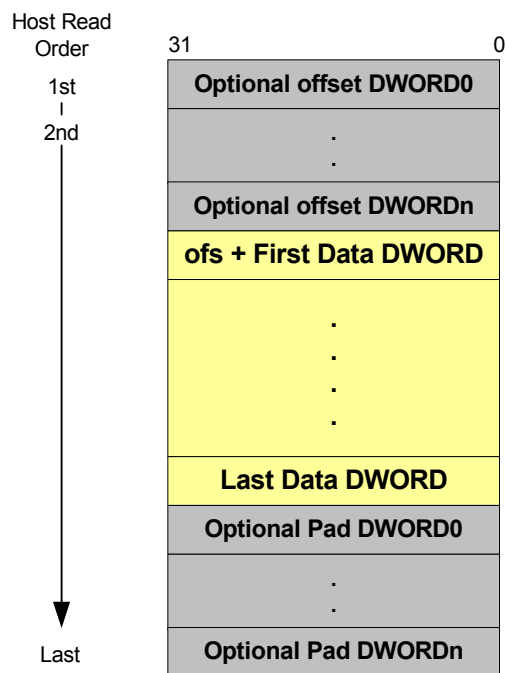 Host Read
Order
31 0
1st
Optional offset DWORD0
2nd
.
.
Optional offset DWORDn
ofs + First Data DWORD
.
.
.
.
Last Data DWORD
Optional Pad DWORD0
.
.
Last
Optional Pad DWORDn